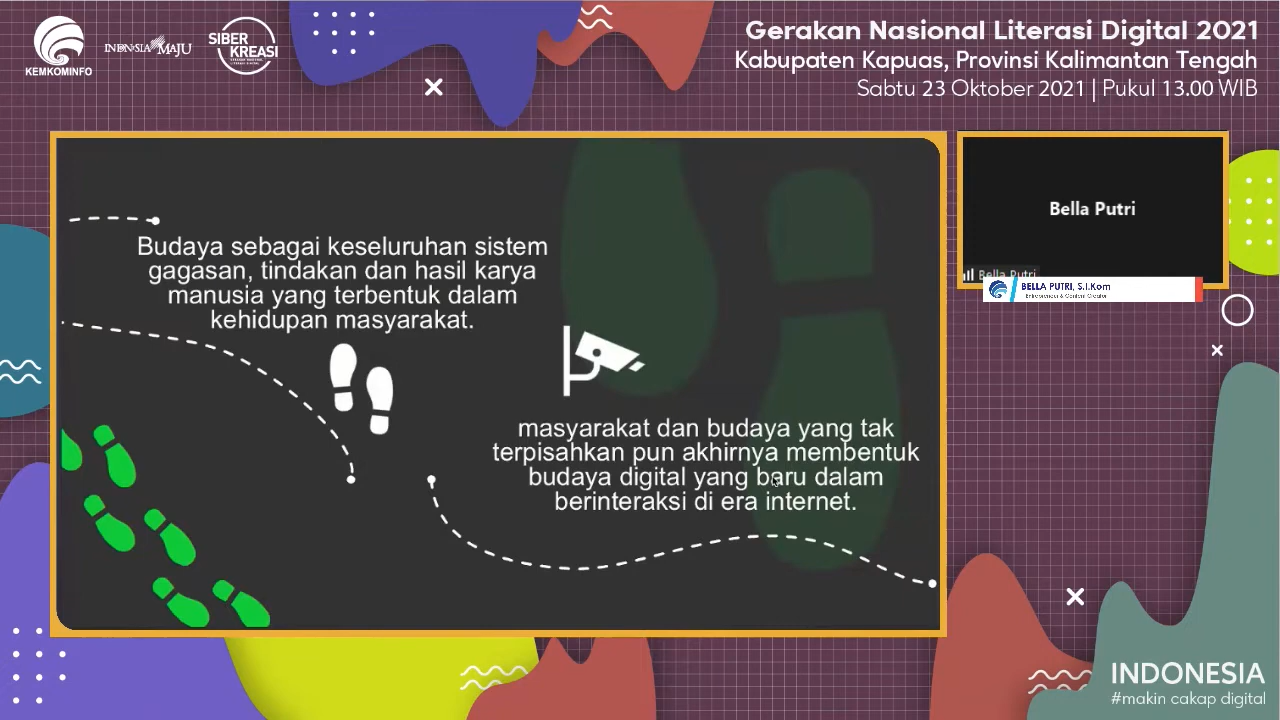 KEMKOMINFO
INDONESIA MAJU
SIBER
KREASI
Gerakan Nasional Literasi Digital 2021
Kabupaten Kapuas, Provinsi Kalimantan Tengah
Sabtu 23 Oktober 2021 | Pukul 13.00 WIB
Budaya sebagai keseluruhan sistem
gagasan, tindakan dan hasil karya
manusia yang terbentuk dalam
kehidupan masyarakat.
masyarakat dan budaya yang tak
terpisahkan pun akhirnya membentuk
budaya digital yang baru dalam
berinteraksi di era internet.
Bella Putri
Bella Putri
BELLA PUTRI, S.I.Kom
Entrepreneur & Content Creator
INDONESIA
#makin cakap digital